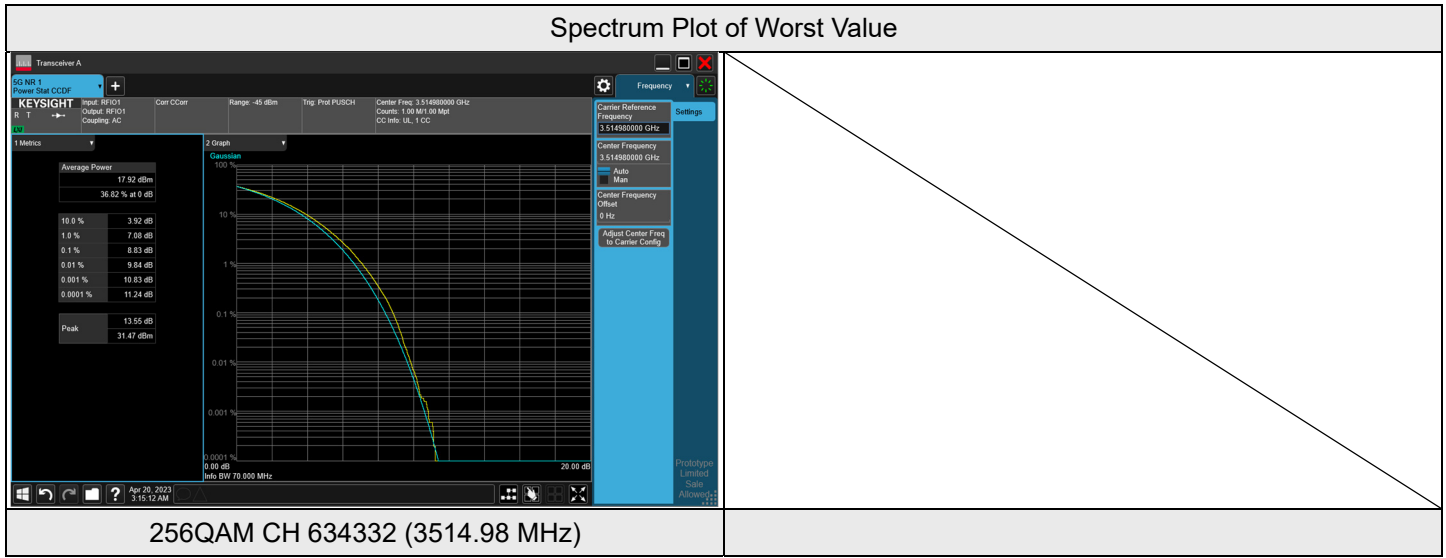 Spectrum Plot of Worst Value
Transceiver A
5G NR 1
Power Stat CCDF
Frequency
KEYSIGHT
R T
LXI
Input: RFIO1
Output: RFIO1
Coupling: AC
Corr CCorr
Range: -45 dBm
Trig: Prot PUSCH
Center Freq: 3.514980000 GHz
Counts: 1.00 M/1.00 Mpt
CC Info: UL, 1 CC
1 Metrics
Average Power
17.92 dBm
36.82 % at 0 dB
10.0 % 3.92 dB
1.0 % 7.08 dB
0.1 % 8.83 dB
0.01 % 9.84 dB
0.001 % 10.83 dB
0.0001 % 11.24 dB
Peak
13.55 dB
31.47 dBm
2 Graph
Gaussian
100 %
10 %
1 %
0.1 %
0.01 %
0.001 %
0.0001 %
0.00 dB 20.00 dB
Info BW 70.000 MHz
Carrier Reference
Frequency
3.514980000 GHz
Settings
Center Frequency
3.514980000 GHz
Auto
Man
Center Frequency
Offset
0 Hz
Adjust Center Freq
to Carrier Config
Prototype
Limited
Sale
Allowed
?
Apr 20, 2023
3:15:12 AM
256QAM CH 634332 (3514.98 MHz)